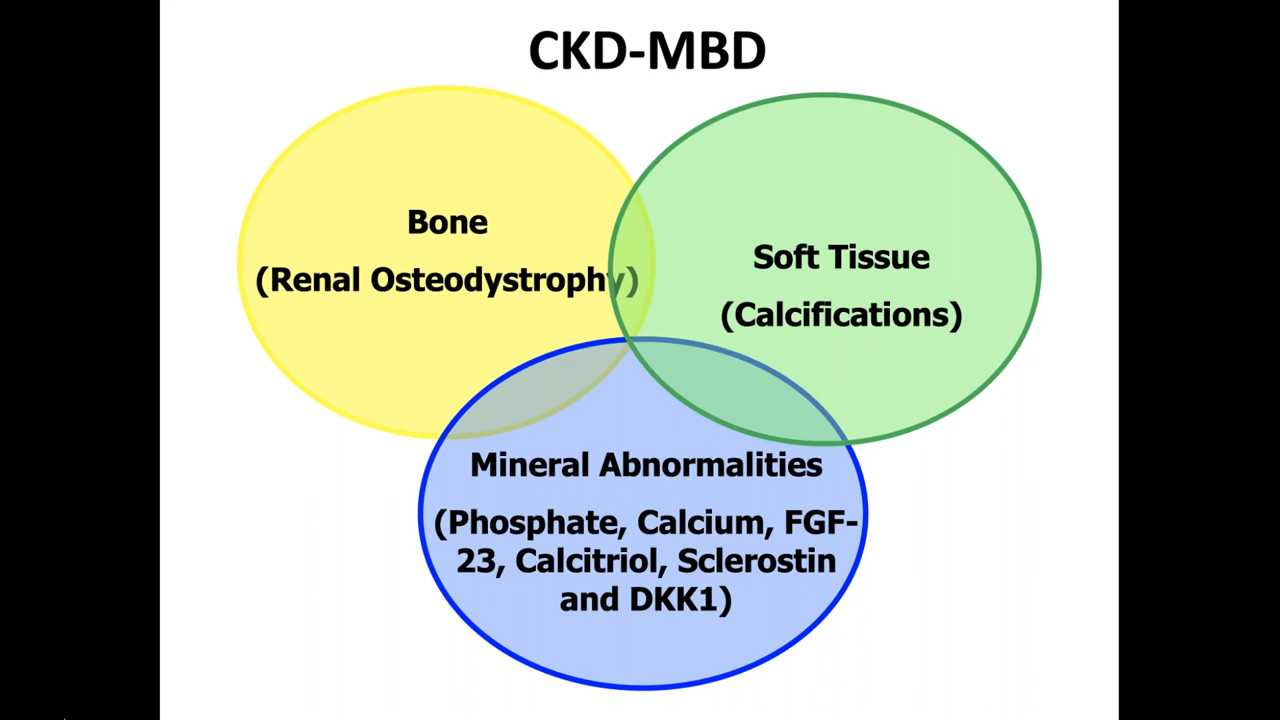 CKD-MBD
Bone
(Renal Osteodystrophy)
Soft Tissue
(Calcifications)
Mineral Abnormalities
(Phosphate, Calcium, FGF-
23, Calcitriol, Sclerostin
and DKK1)